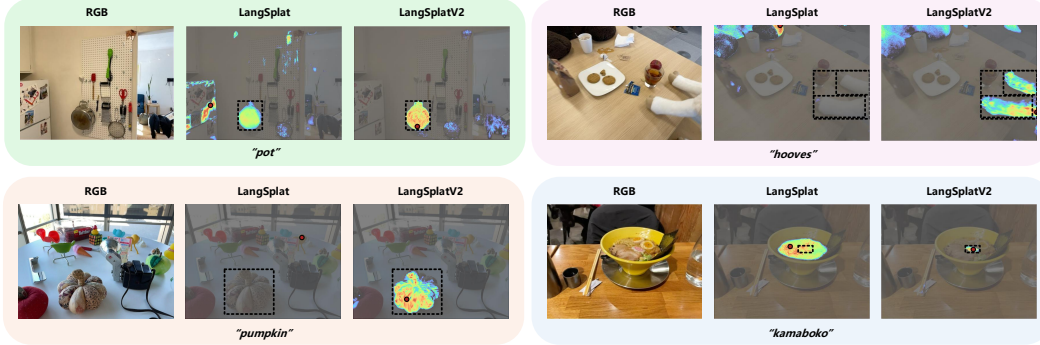 RGB LangSplat LangSplatV2
"pot"
RGB LangSplat LangSplatV2
"hooves"
RGB LangSplat LangSplatV2
"pumpkin"
RGB LangSplat LangSplatV2
"kamaboko"